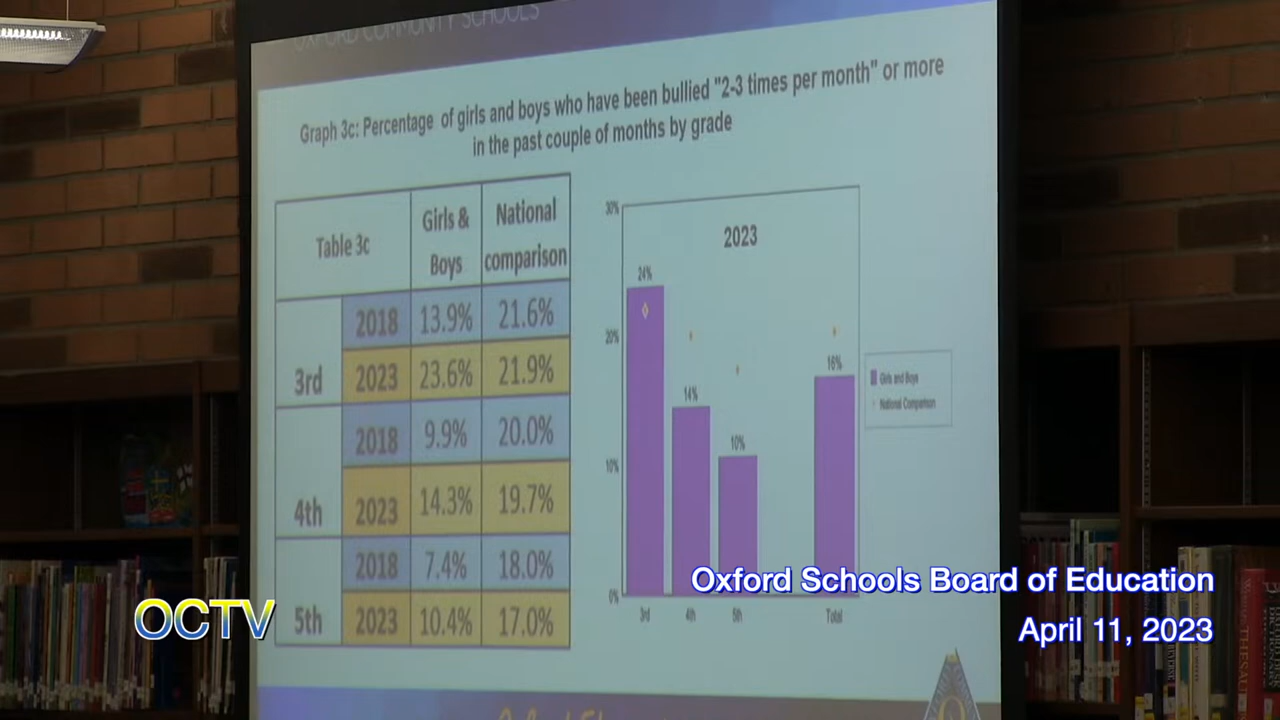 OXFORD COMMUNITY SCHOOLS
Graph 3c: Percentage of girls and boys who have been bullied "2-3 times per month" or more
in the past couple of months by grade
Table 3c
Girls &
Boys
National
comparison
3rd
2018 13.9% 21.6%
2023 23.6% 21.9%
4th
2018 9.9% 20.0%
2023 14.3% 19.7%
5th
2018 7.4% 18.0%
2023 10.4% 17.0%
2023
30%
20%
10%
0%
24%
14%
10%
16%
3rd 4th 5th Total
Girls and Boys
National Comparison
OCTV
Oxford Schools Board of Education
April 11, 2023
THESAU